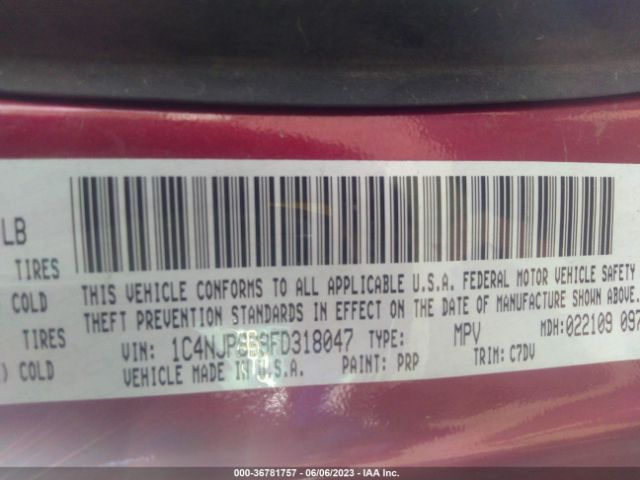 LB
TIRES THIS VEHICLE CONFORMS TO ALL APPLICABLE U.S.A. FEDERAL MOTOR VEHICLE SAFETY
COLD THEFT PREVENTION STANDARDS IN EFFECT ON THE DATE OF MANUFACTURE SHOWN ABOVE.
TIRES VIN: 1C4NJPBB9FD318047 TYPE: MPV MDH:022109 097
) COLD VEHICLE MADE IN U.S.A. PAINT: PRP TRIM: C7DV
000-36781757 - 06/06/2023 - IAA Inc.